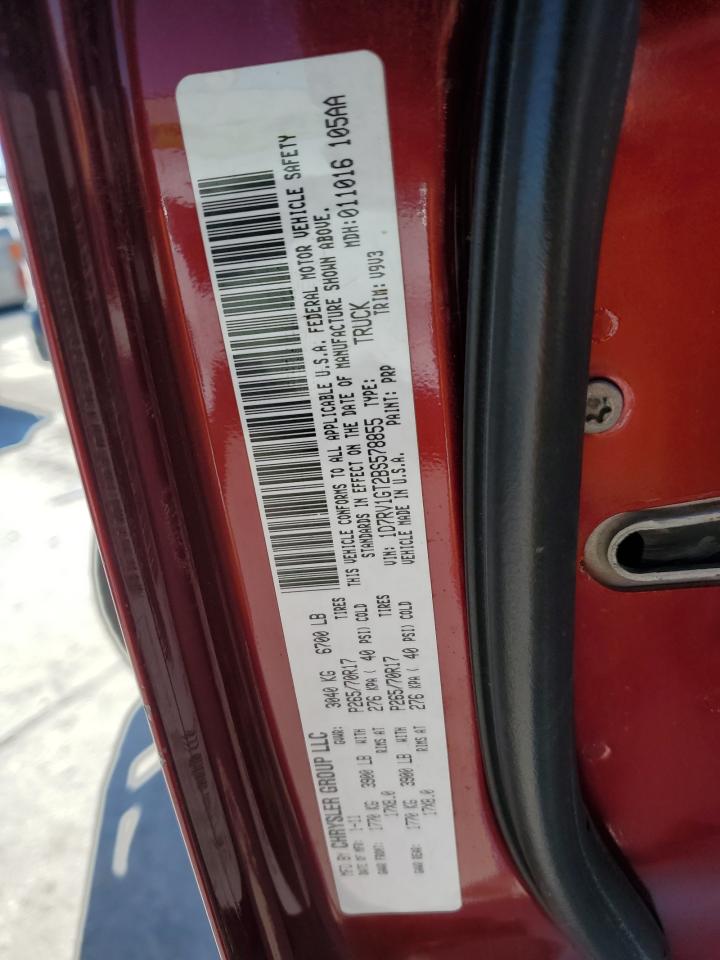 MFD BY CHRYSLER GROUP LLC
DATE OF MFR: 1-11 GVWR: 3040 KG 6700 LB
GAWR FRONT: 1770 KG 3900 LB WITH TIRES P265/70R17
17X8.0 RIMS AT 276 KPA ( 40 PSI) COLD
GAWR REAR: 1770 KG 3900 LB WITH TIRES P265/70R17
17X8.0 RIMS AT 276 KPA ( 40 PSI) COLD
THIS VEHICLE CONFORMS TO ALL APPLICABLE U.S.A. FEDERAL MOTOR VEHICLE SAFETY
STANDARDS IN EFFECT ON THE DATE OF MANUFACTURE SHOWN ABOVE.
MDH:011016 105AA
VIN: 1D7RV1GT2BS578855 TYPE: TRUCK
VEHICLE MADE IN U.S.A. PAINT: PRP TRIM: V9V3